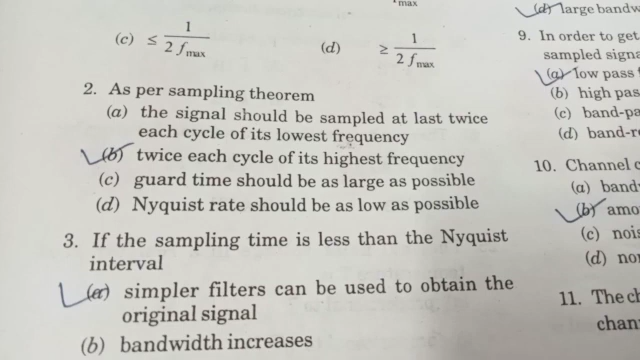 max
(c) ≤ 1 / 2 fmax
(d) ≥ 1 / 2 fmax
2. As per sampling theorem
(a) the signal should be sampled at last twice
each cycle of its lowest frequency
(b) twice each cycle of its highest frequency
(c) guard time should be as large as possible
(d) Nyquist rate should be as low as possible
3. If the sampling time is less than the Nyquist
interval
(a) simpler filters can be used to obtain the
original signal
(b) bandwidth increases
(d) large bandw
9. In order to get
sampled signa
(a) low pass f
(b) high pas
(c) band-pa
(d) band-re
10. Channel c
(a) band
(b) amo
(c) nois
(d) no
11. The ch
chan